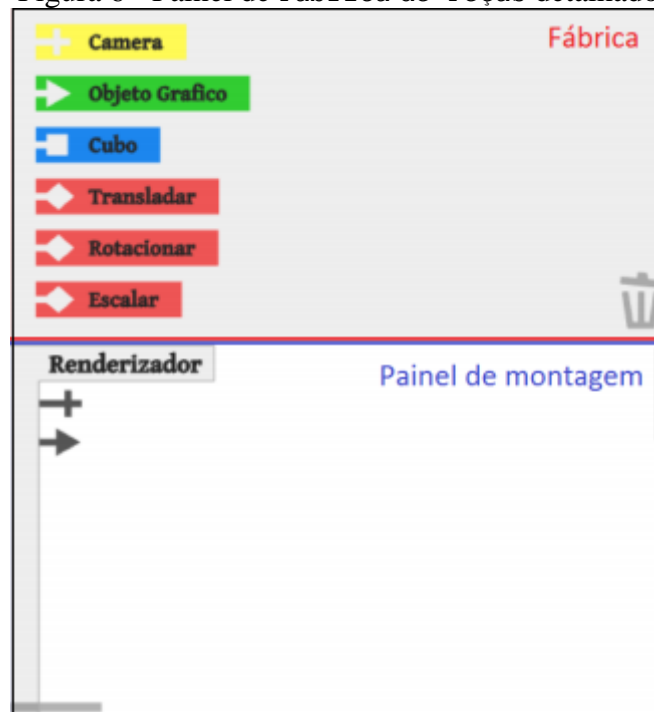 Camera
Fábrica
Objeto Grafico
Cubo
Transladar
Rotacionar
Escalar
Renderizador
Painel de montagem